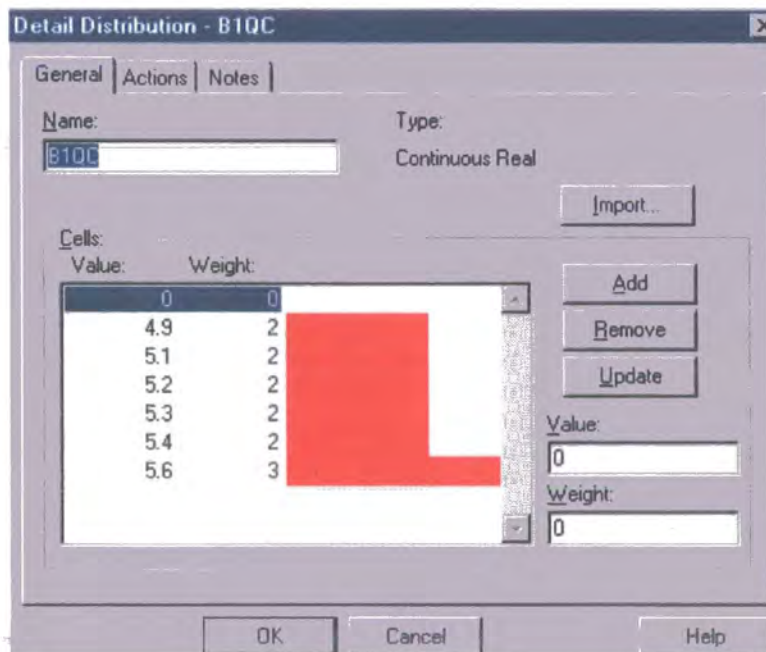 Detail Distribution - B1QC
General Actions Notes
Name: Type:
B1QC Continuous Real
Import...
Cells:
Value: Weight:
0 0
4.9 2
5.1 2
5.2 2
5.3 2
5.4 2
5.6 3
Add
Remove
Update
Value:
0
Weight:
0
OK Cancel Help